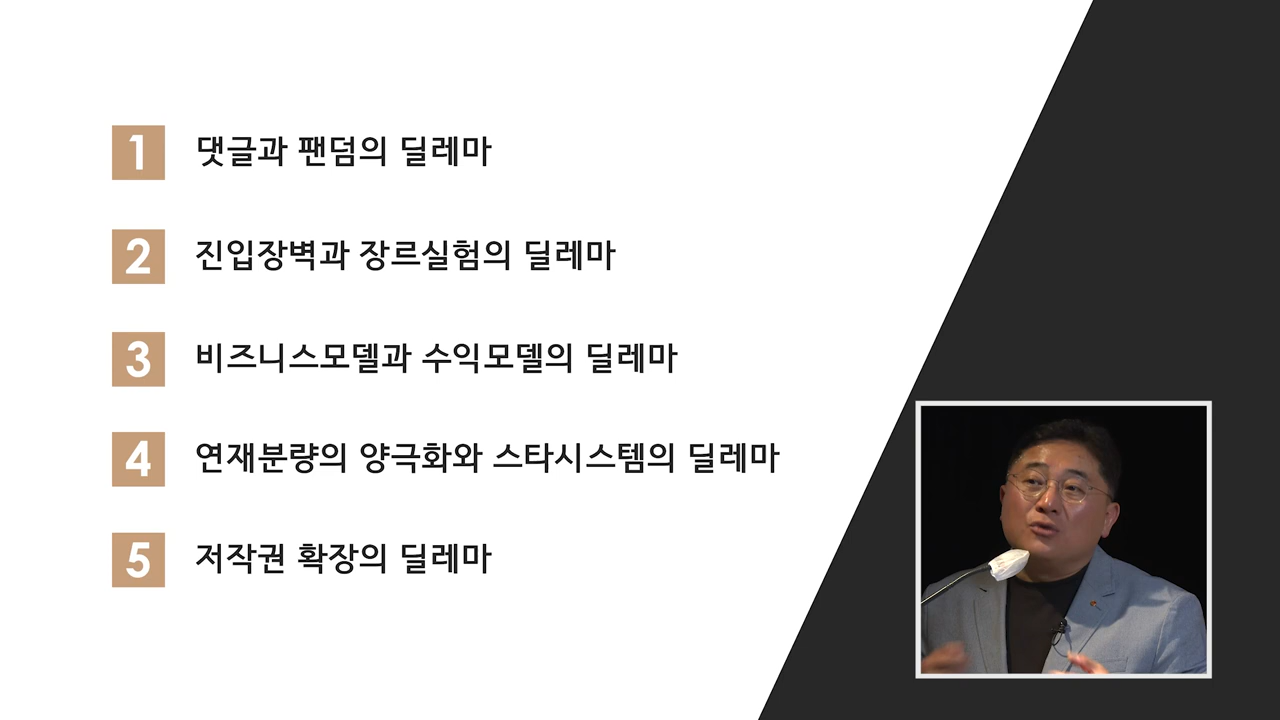 1 댓글과 팬덤의 딜레마
2 진입장벽과 장르실험의 딜레마
3 비즈니스모델과 수익모델의 딜레마
4 연재분량의 양극화와 스타시스템의 딜레마
5 저작권 확장의 딜레마